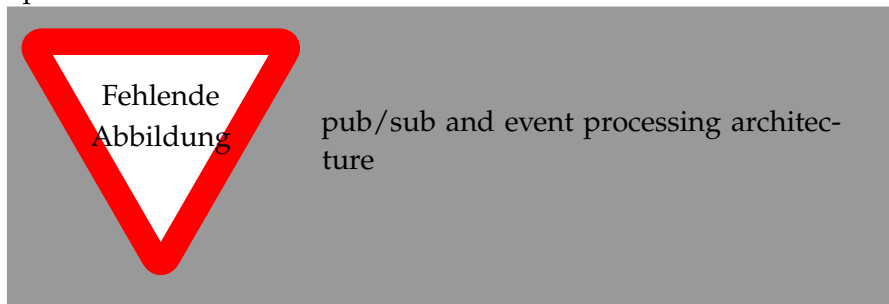 Fehlende
Abbildung
pub/sub and event processing architec-
ture